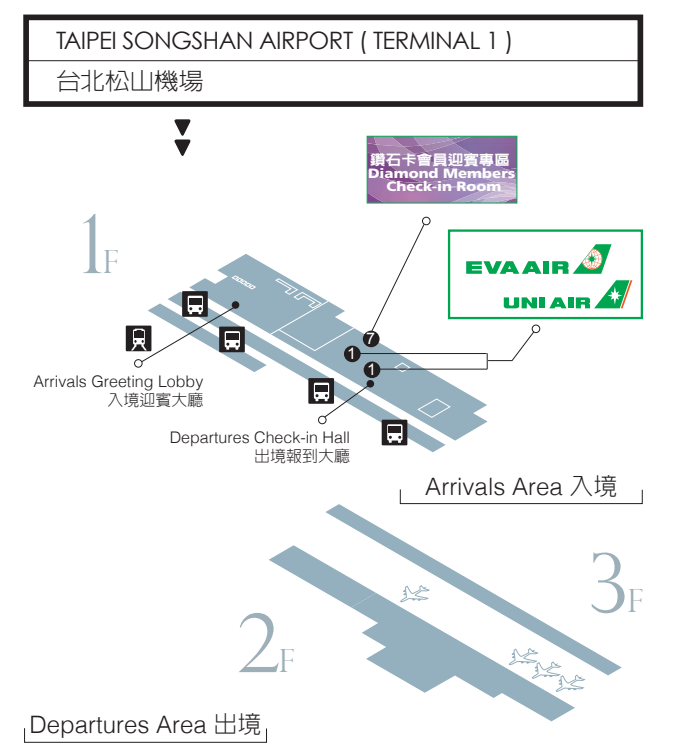 TAIPEI SONGSHAN AIRPORT ( TERMINAL 1 )
台北松山機場
鑽石卡會員迎賓專區
Diamond Members
Check-in Room
1F
EVA AIR
UNI AIR
7
1
1
Arrivals Greeting Lobby
入境迎賓大廳
Departures Check-in Hall
出境報到大廳
Arrivals Area 入境
3F
2F
Departures Area 出境